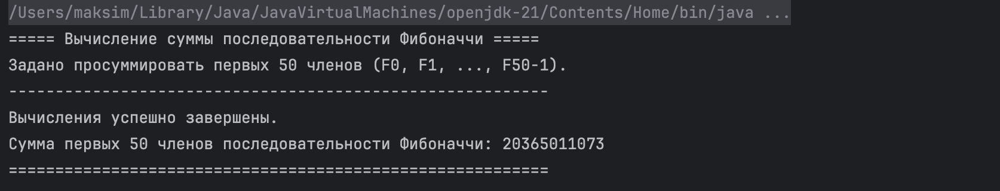 /Users/maksim/Library/Java/JavaVirtualMachines/openjdk-21/Contents/Home/bin/java ...
===== Вычисление суммы последовательности Фибоначчи =====
Задано просуммировать первых 50 членов (F0, F1, ..., F50-1).
----------------------------------------------------------
Вычисления успешно завершены.
Сумма первых 50 членов последовательности Фибоначчи: 20365011073
==========================================================